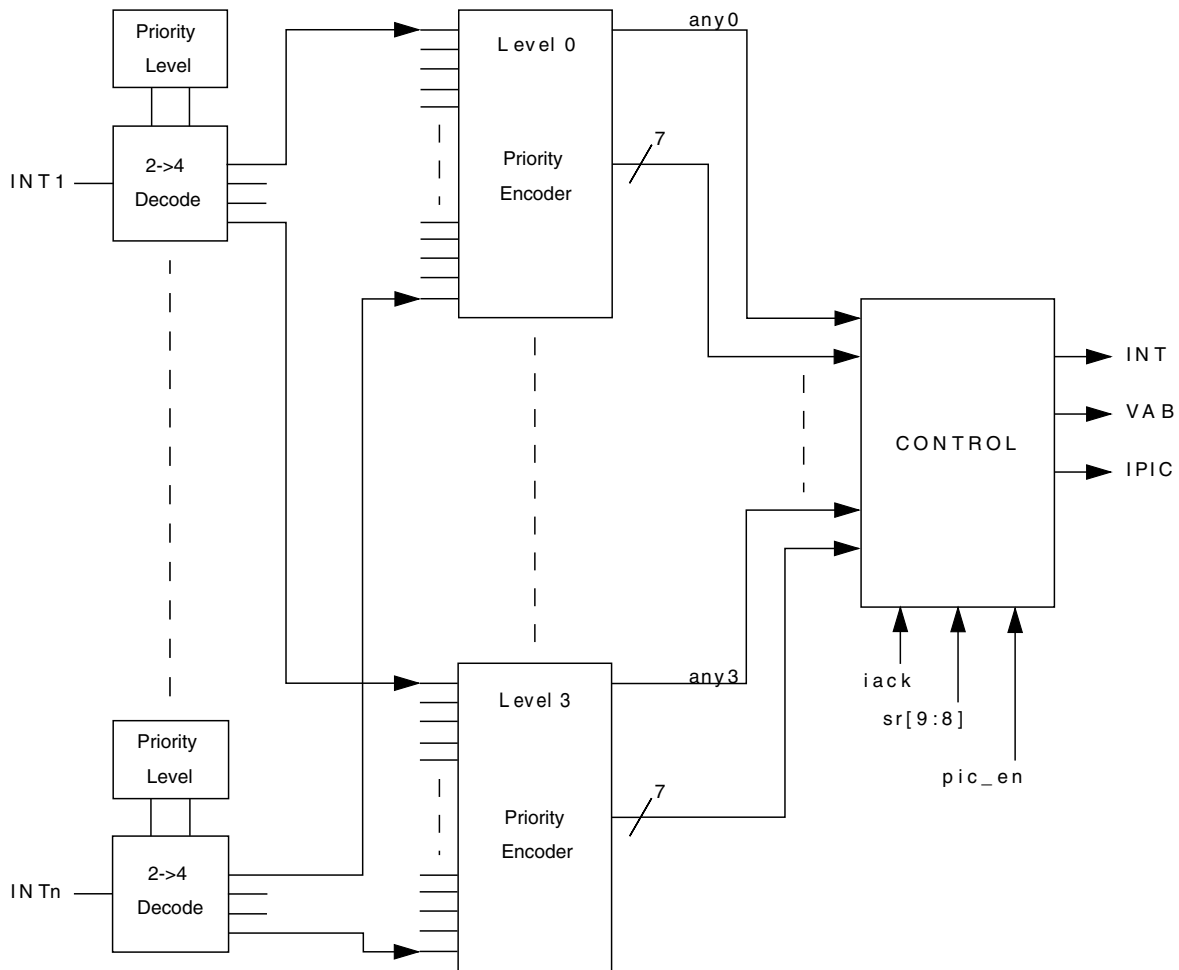 Priority
Level
2->4
Decode
INT1
Level 0
Priority
Encoder
any0
7
CONTROL
INT
VAB
IPIC
iack
sr[9:8]
pic_en
Priority
Level
2->4
Decode
INTn
Level 3
Priority
Encoder
any3
7